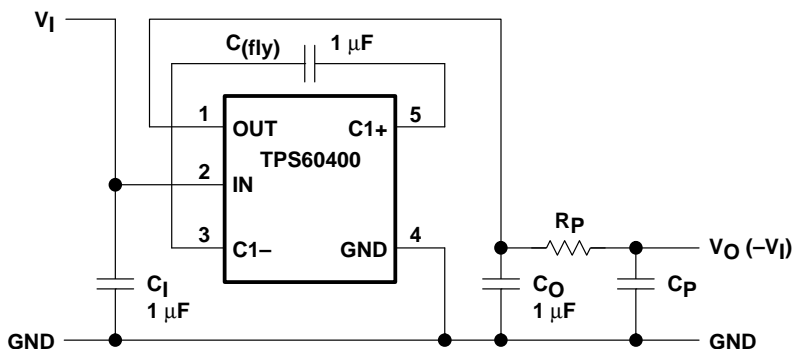 VI
C(fly)
1 μF
1
5
OUT
C1+
TPS60400
2
IN
3
4
C1−
GND
RP
VO (−VI)
CI
1 μF
CO
1 μF
CP
GND
GND